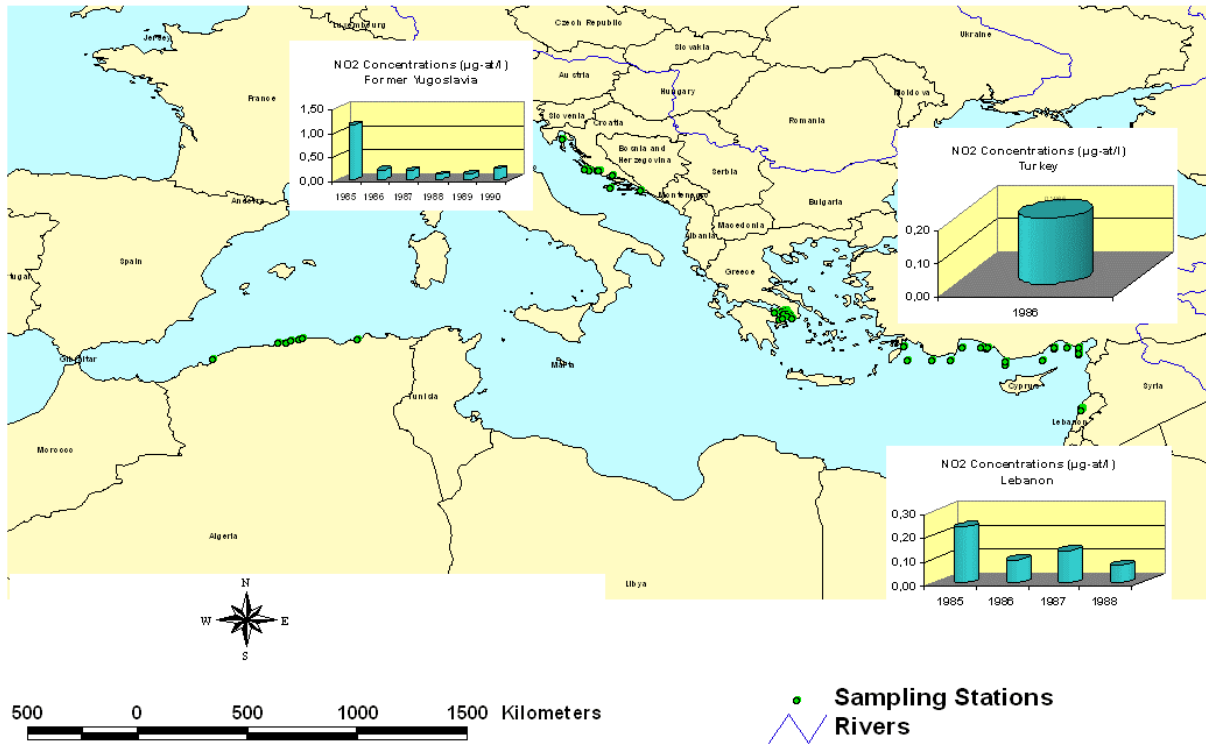 Czech Republic
Luxembourg
Jersey
Ukraine
Slovakia
NO2 Concentrations (µg-at/l)
Former Yugoslavia
1,50
1,00
0,50
0,00
1985
1986
1987
1988
1989
1990
Austria
Hungary
Moldova
France
Slovenia
Croatia
Romania
Bosnia and
Herzegovina
Serbia
Montenegro
Bulgaria
Andorra
Macedonia
Albania
Spain
Greece
NO2 Concentrations (µg-at/l)
Turkey
0,20
0,10
0,00
1986
Gibraltar
Malta
Cyprus
Syria
Tunisia
Lebanon
Morocco
NO2 Concentrations (µg-at/l)
Lebanon
0,30
0,20
0,10
0,00
1985
1986
1987
1988
Algeria
Libya
N
W
E
S
500
0
500
1000
1500
Kilometers
Sampling Stations
Rivers